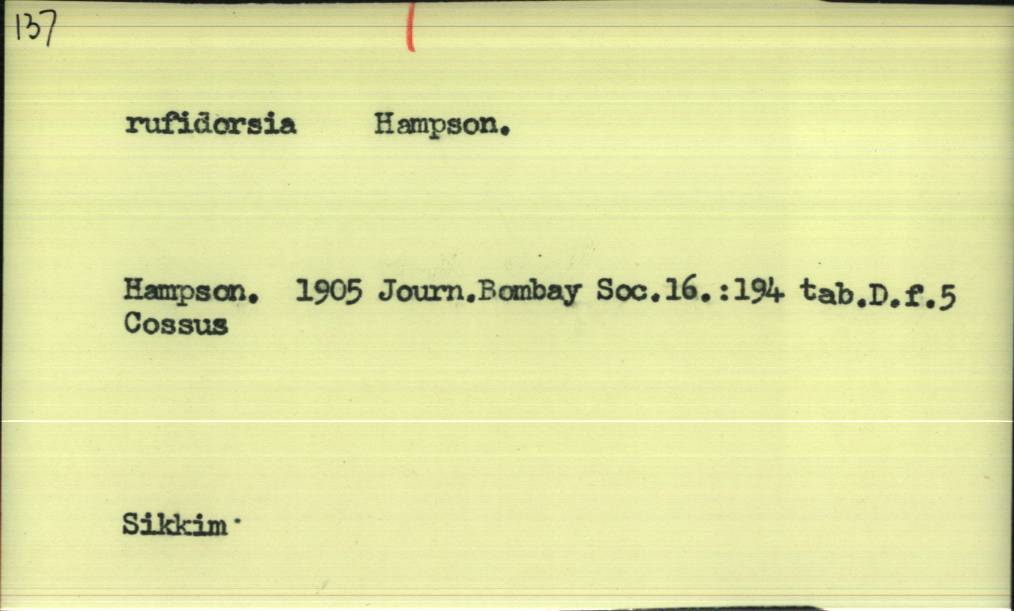 137
rufidorsia Hampson.
Hampson. 1905 Journ.Bombay Soc.16.:194 tab.D.f.5
Cossus
Sikkim